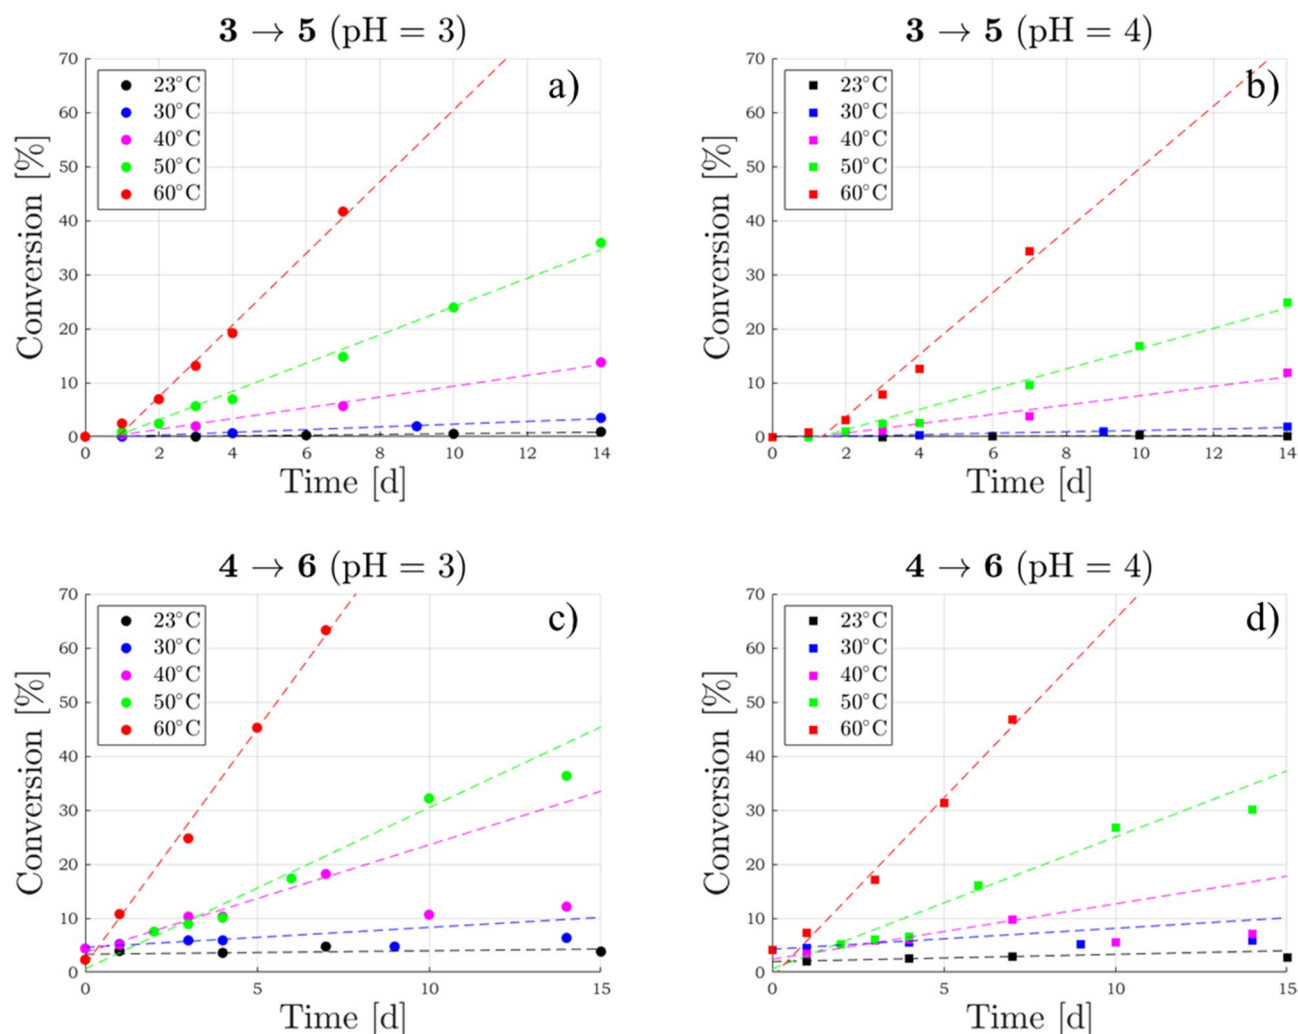 3 → 5 (pH = 3)
a)
23°C
30°C
40°C
50°C
60°C
Conversion [%]
70
60
50
40
30
20
10
0
0 2 4 6 8 10 12 14
Time [d]
3 → 5 (pH = 4)
b)
23°C
30°C
40°C
50°C
60°C
Conversion [%]
70
60
50
40
30
20
10
0
0 2 4 6 8 10 12 14
Time [d]
4 → 6 (pH = 3)
c)
23°C
30°C
40°C
50°C
60°C
Conversion [%]
70
60
50
40
30
20
10
0
0 5 10 15
Time [d]
4 → 6 (pH = 4)
d)
23°C
30°C
40°C
50°C
60°C
Conversion [%]
70
60
50
40
30
20
10
0
0 5 10 15
Time [d]